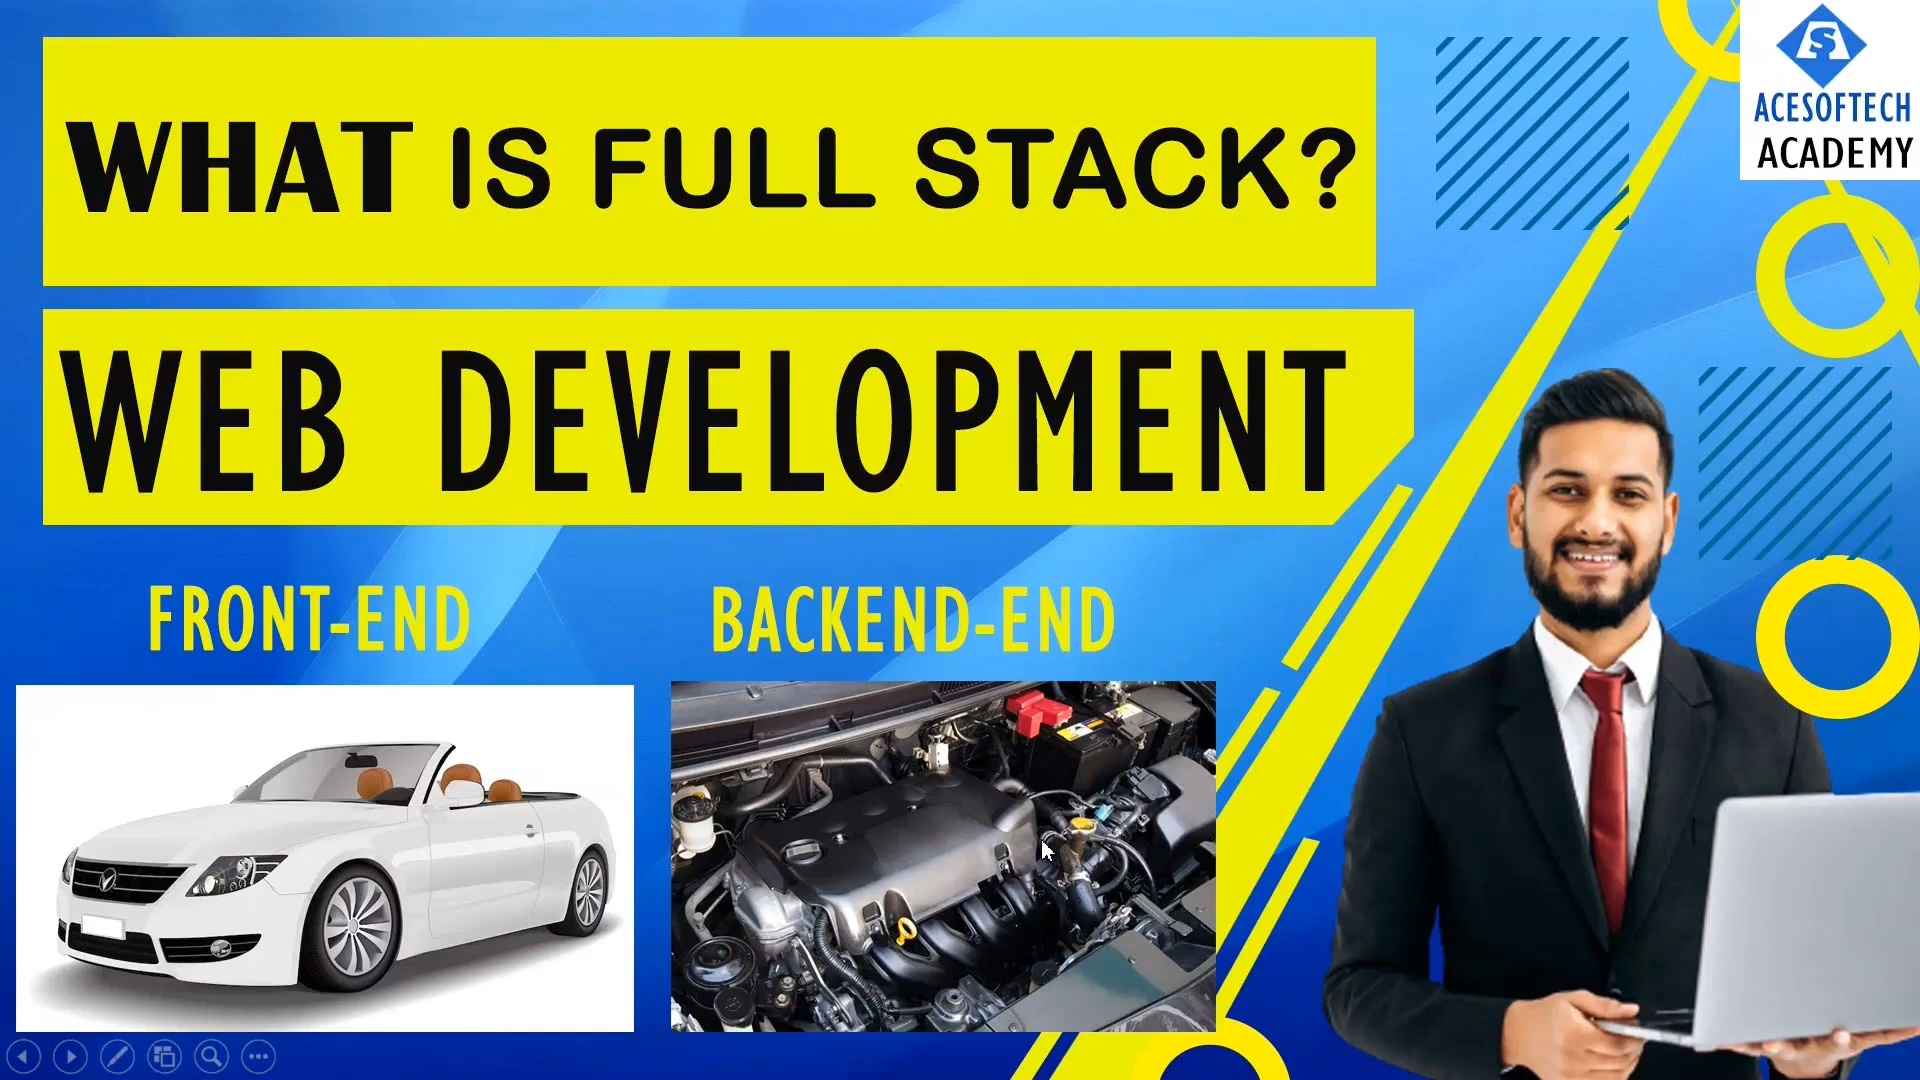 WHAT IS FULL STACK?
WEB DEVELOPMENT
FRONT-END
BACKEND-END
ACESOFTECH
ACADEMY